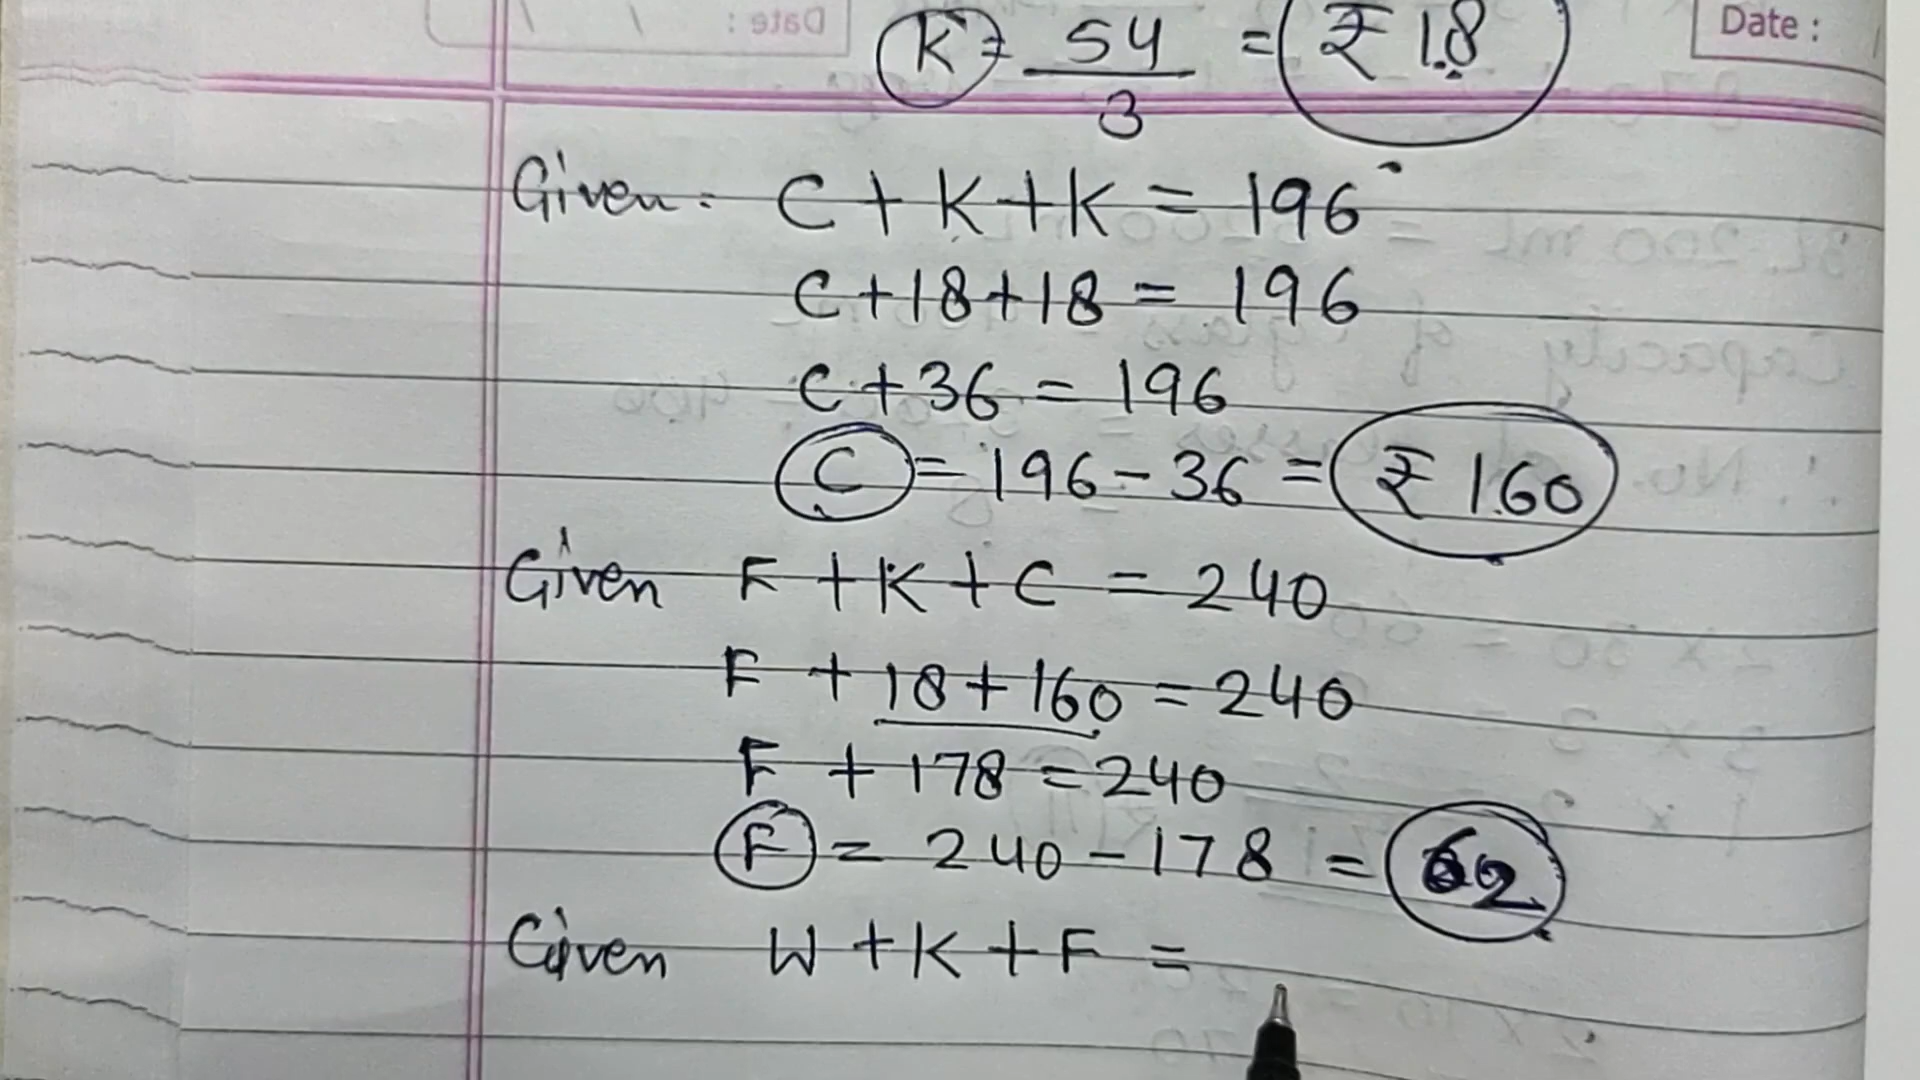 Date :
K = 54/3 = ₹ 18
Given: C + K + K = 196
C + 18 + 18 = 196
C + 36 = 196
C = 196 - 36 = ₹ 160
Given F + K + C = 240
F + 18 + 160 = 240
F + 178 = 240
F = 240 - 178 = 62
Given W + K + F =